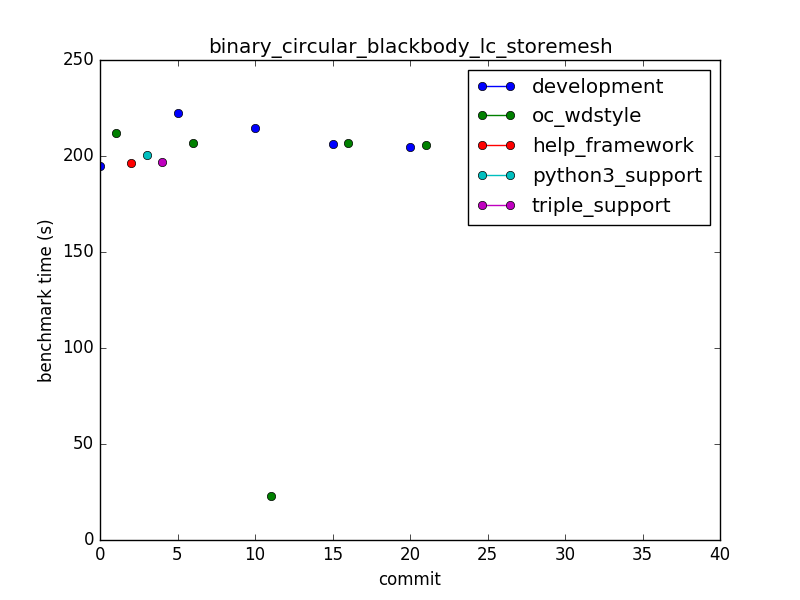 binary_circular_blackbody_lc_storemesh
250
200
150
100
50
0
benchmark time (s)
development
oc_wdstyle
help_framework
python3_support
triple_support
0 5 10 15 20 25 30 35 40
commit